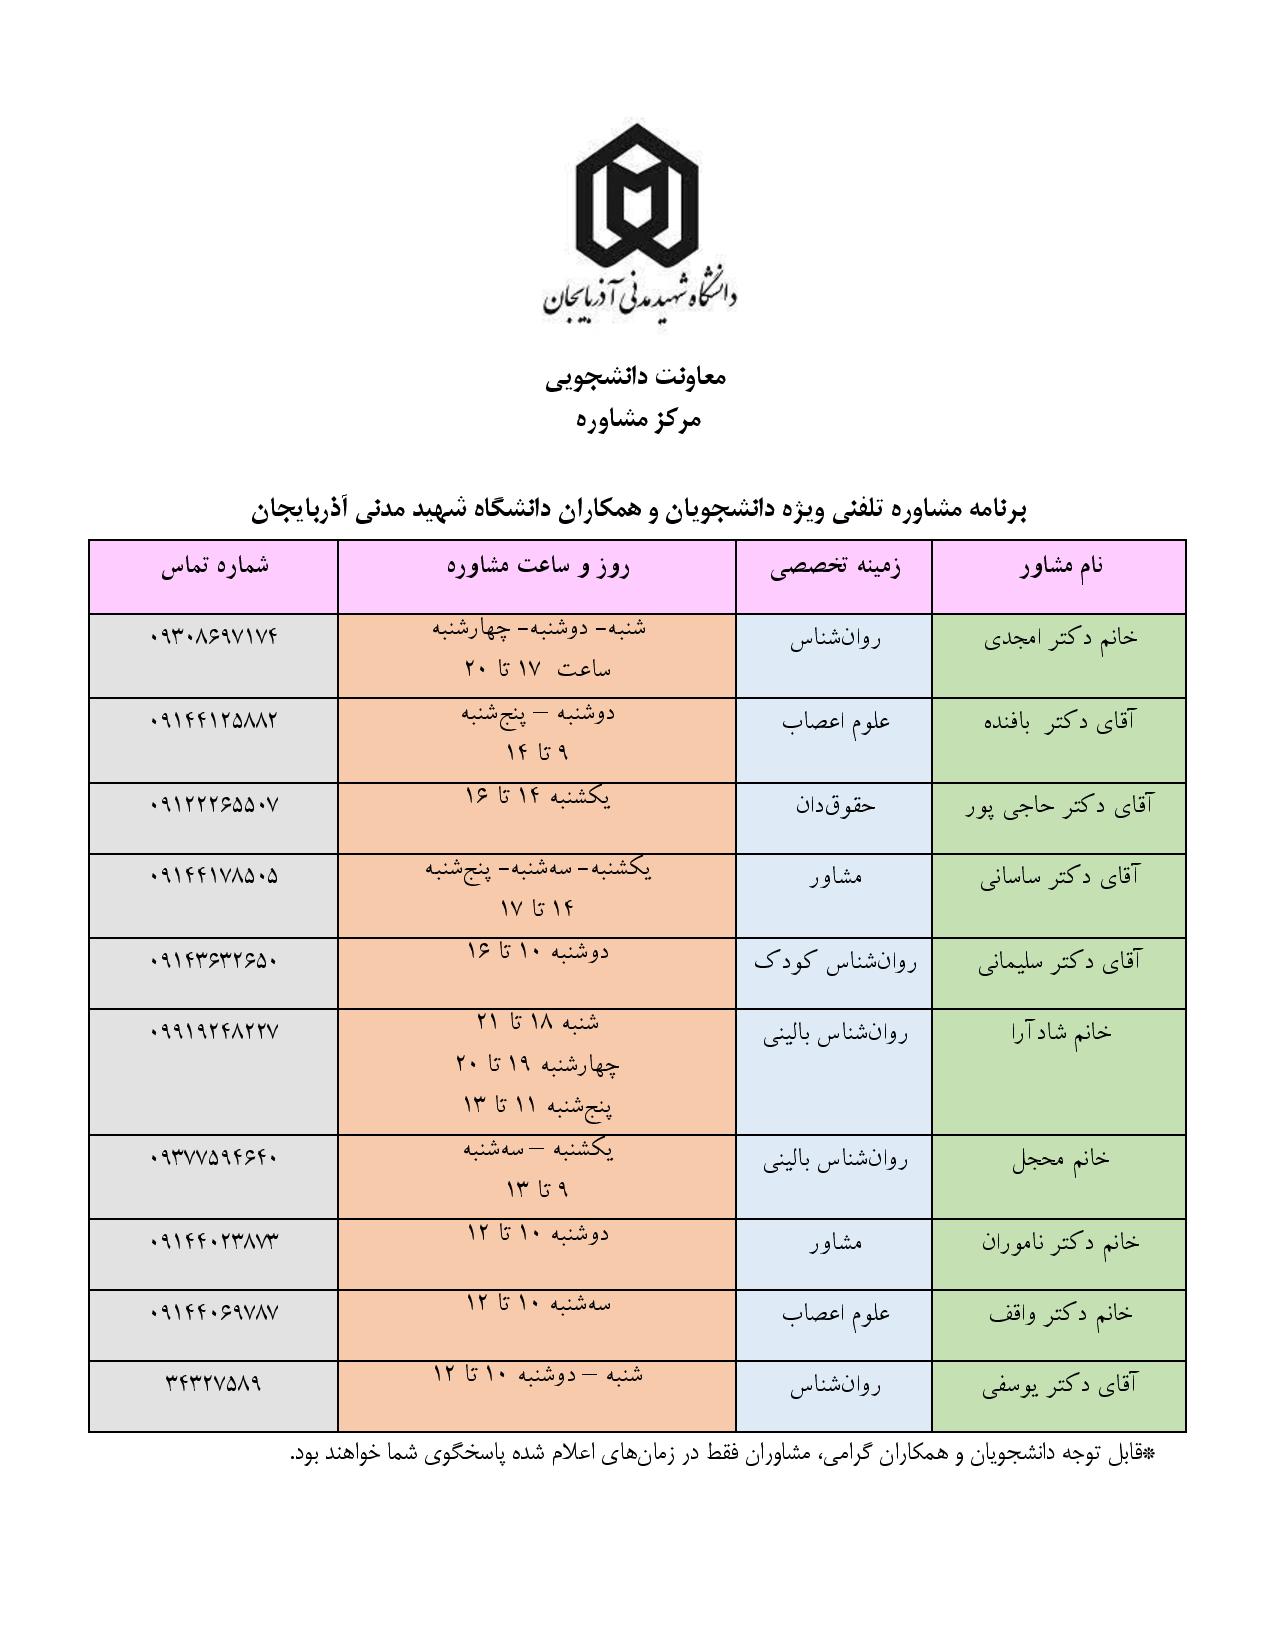 دانشگاه شهید مدنی آذربایجان
معاونت دانشجویی
مرکز مشاوره
برنامه مشاوره تلفنی ویژه دانشجویان و همکاران دانشگاه شهید مدنی آذربایجان
نام مشاور زمینه تخصصی روز و ساعت مشاوره شماره تماس
خانم دکتر امجدی روان‌شناس شنبه- دوشنبه- چهارشنبه ۰۹۳۰۸۶۹۷۱۷۴
ساعت ۱۷ تا ۲۰
آقای دکتر بافنده علوم اعصاب دوشنبه – پنج‌شنبه ۰۹۱۴۴۱۲۵۸۸۲
۹ تا ۱۴
آقای دکتر حاجی پور حقوق‌دان یکشنبه ۱۴ تا ۱۶ ۰۹۱۲۲۲۶۵۵۰۷
آقای دکتر ساسانی مشاور یکشنبه- سه‌شنبه- پنج‌شنبه ۰۹۱۴۴۱۷۸۵۰۵
۱۴ تا ۱۷
آقای دکتر سلیمانی روان‌شناس کودک دوشنبه ۱۰ تا ۱۶ ۰۹۱۴۳۶۳۲۶۵۰
خانم شادآرا روان‌شناس بالینی شنبه ۱۸ تا ۲۱ ۰۹۹۱۹۲۴۸۲۲۷
چهارشنبه ۱۹ تا ۲۰
پنج‌شنبه ۱۱ تا ۱۳
خانم محجل روان‌شناس بالینی یکشنبه – سه‌شنبه ۰۹۳۷۷۵۹۴۶۴۰
۹ تا ۱۳
خانم دکتر ناموران مشاور دوشنبه ۱۰ تا ۱۲ ۰۹۱۴۴۰۲۳۸۷۳
خانم دکتر واقف علوم اعصاب سه‌شنبه ۱۰ تا ۱۲ ۰۹۱۴۴۰۶۹۷۸۷
آقای دکتر یوسفی روان‌شناس شنبه – دوشنبه ۱۰ تا ۱۲ ۳۴۳۲۷۵۸۹
*قابل توجه دانشجویان و همکاران گرامی، مشاوران فقط در زمان‌های اعلام شده پاسخگوی شما خواهند بود.